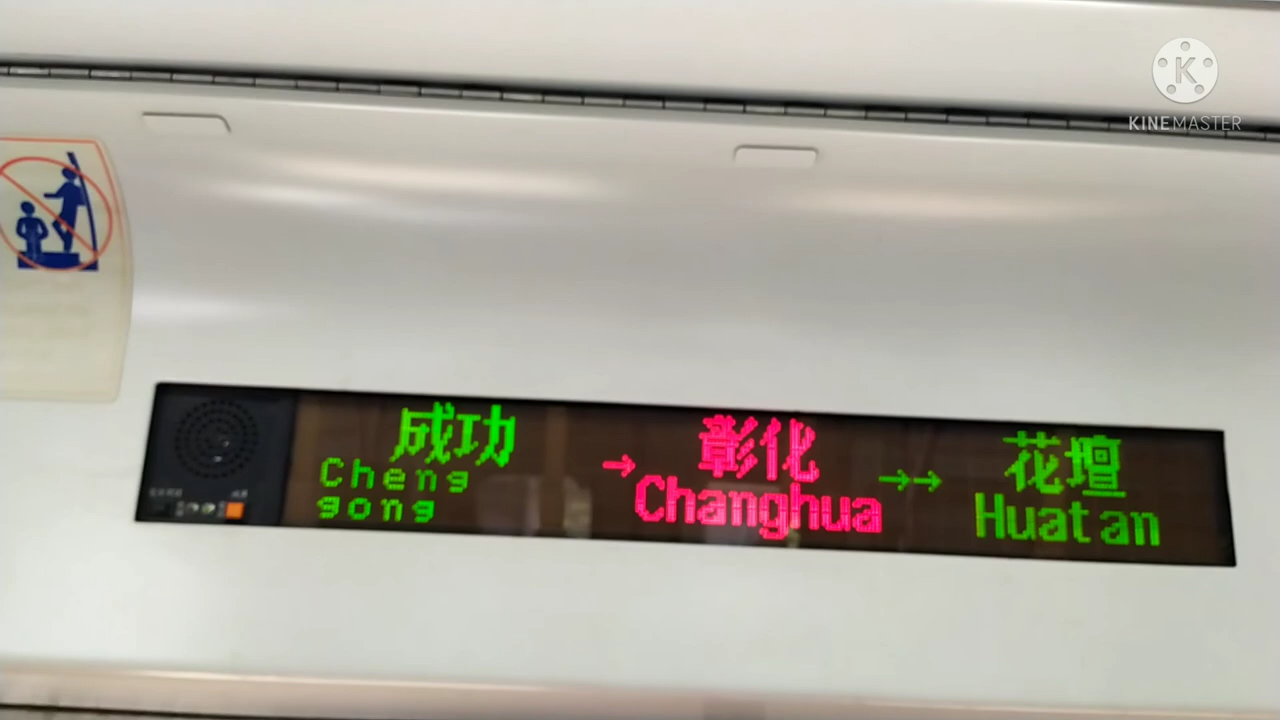 K
KINEMASTER
成功 → 彰化 →→ 花壇
Cheng Changhua Huatan
gong